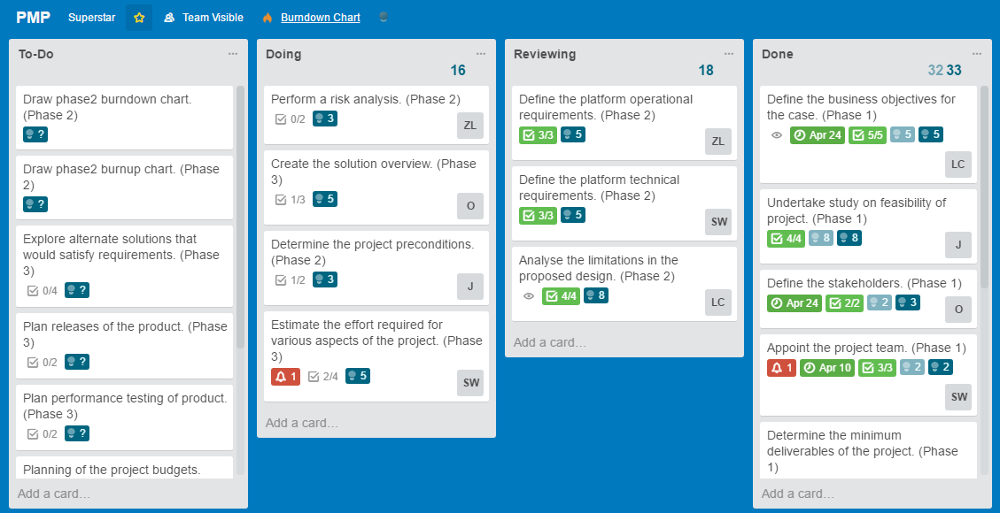 PMP Superstar Team Visible Burndown Chart
To-Do ...
Draw phase2 burndown chart.
(Phase 2)
?
Draw phase2 burnup chart. (Phase
2)
?
Explore alternate solutions that
would satisfy requirements. (Phase
3)
0/4 ?
Plan releases of the product. (Phase
3)
0/2 ?
Plan performance testing of product.
(Phase 3)
0/2 ?
Planning of the project budgets.
Add a card…
Doing ...
16
Perform a risk analysis. (Phase 2)
0/2 3
ZL
Create the solution overview. (Phase
3)
1/3 5
O
Determine the project preconditions.
(Phase 2)
1/2 3
J
Estimate the effort required for
various aspects of the project. (Phase
3)
1 2/4 5
SW
Add a card…
Reviewing ...
18
Define the platform operational
requirements. (Phase 2)
3/3 5
ZL
Define the platform technical
requirements. (Phase 2)
3/3 5
SW
Analyse the limitations in the
proposed design. (Phase 2)
4/4 8
LC
Add a card…
Done ...
32 33
Define the business objectives for
the case. (Phase 1)
Apr 24 5/5 5 5
LC
Undertake study on feasibility of
project. (Phase 1)
4/4 8 8
J
Define the stakeholders. (Phase 1)
Apr 24 2/2 2 3
O
Appoint the project team. (Phase 1)
1 Apr 10 3/3 2 2
SW
Determine the minimum
deliverables of the project. (Phase
1)
Add a card…